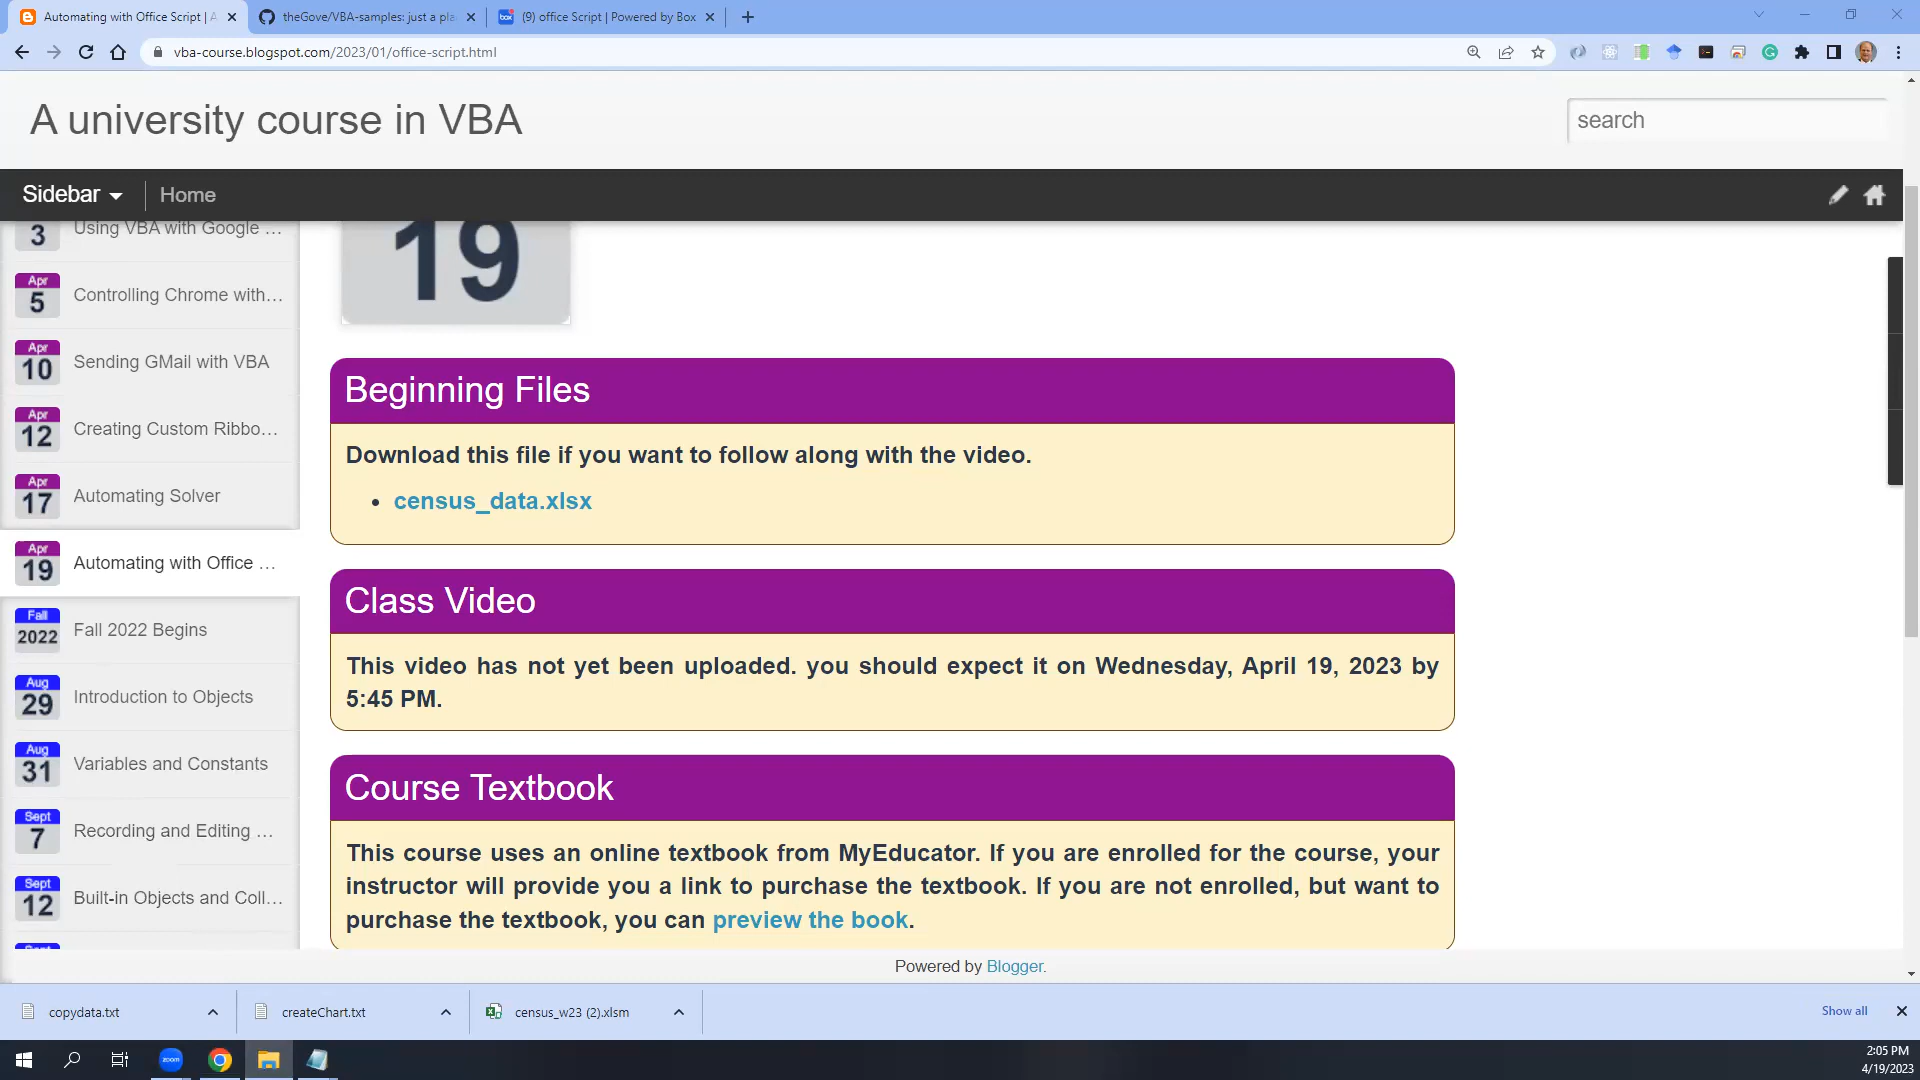 Automating with Office Script | A
theGove/VBA-samples: just a pla
(9) office Script | Powered by Box
vba-course.blogspot.com/2023/01/office-script.html
A university course in VBA
search
Sidebar
Home
3
Using VBA with Google ...
Apr
5
Controlling Chrome with...
Apr
10
Sending GMail with VBA
Apr
12
Creating Custom Ribbo...
Apr
17
Automating Solver
Apr
19
Automating with Office ...
Fall
2022
Fall 2022 Begins
Aug
29
Introduction to Objects
Aug
31
Variables and Constants
Sept
7
Recording and Editing ...
Sept
12
Built-in Objects and Coll...
Sept
19
Beginning Files
Download this file if you want to follow along with the video.
• census_data.xlsx
Class Video
This video has not yet been uploaded. you should expect it on Wednesday, April 19, 2023 by
5:45 PM.
Course Textbook
This course uses an online textbook from MyEducator. If you are enrolled for the course, your
instructor will provide you a link to purchase the textbook. If you are not enrolled, but want to
purchase the textbook, you can preview the book.
Powered by Blogger.
copydata.txt
createChart.txt
census_w23 (2).xlsm
Show all
zoom
2:05 PM
4/19/2023